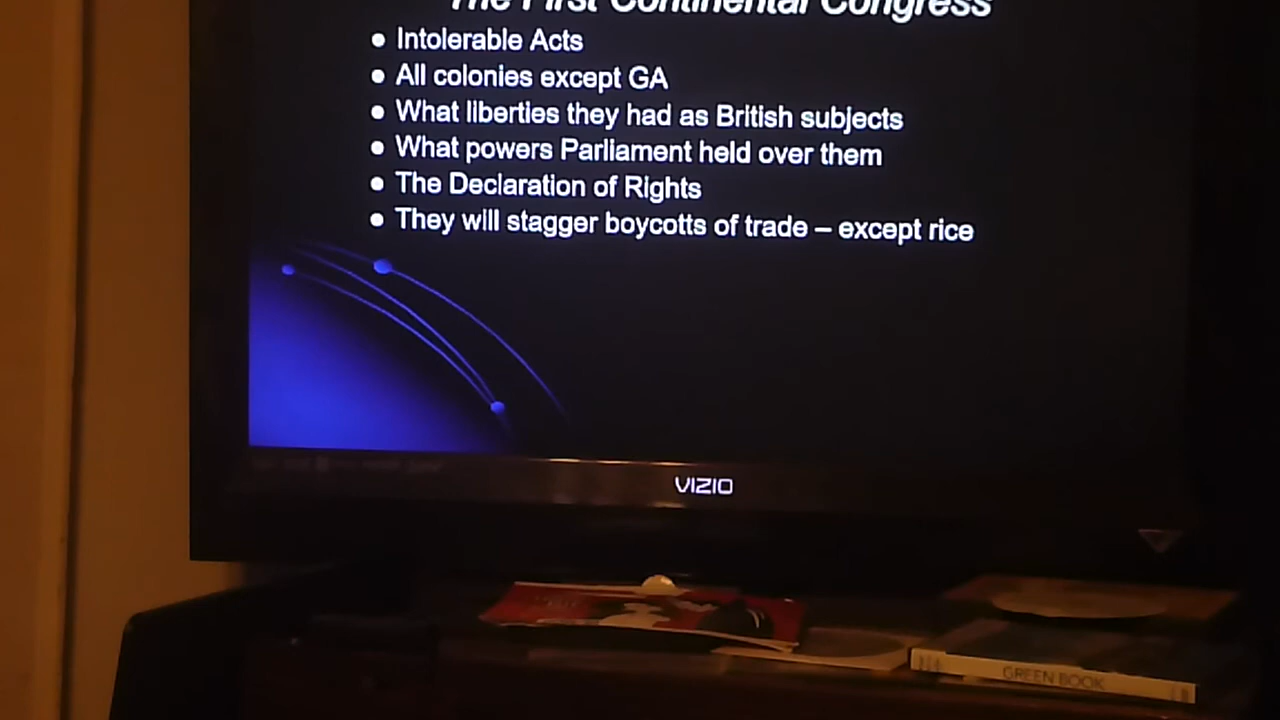 The First Continental Congress
● Intolerable Acts
● All colonies except GA
● What liberties they had as British subjects
● What powers Parliament held over them
● The Declaration of Rights
● They will stagger boycotts of trade – except rice
VIZIO
GREEN BOOK